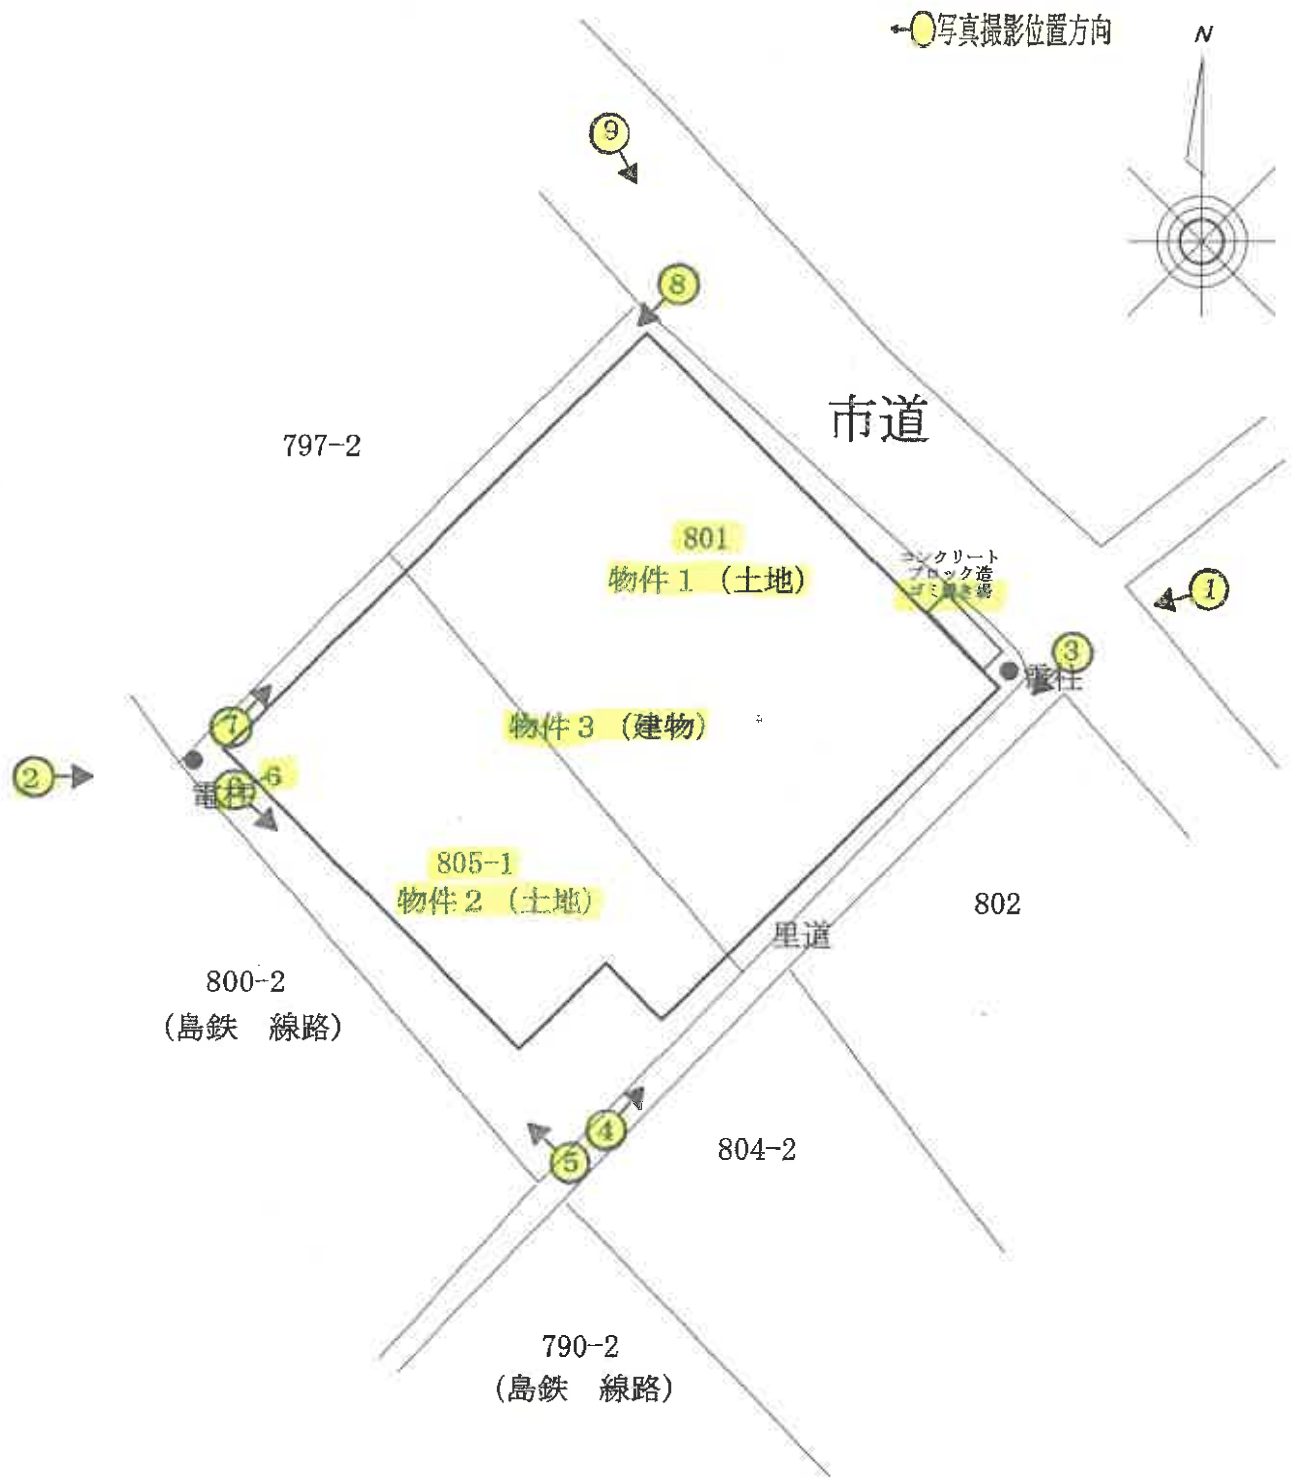 ←○写真撮影位置方向
N
9
8
市道
797-2
801
物件1 （土地）
コンクリート
ブロック造
ゴミ置き場
1
3
電柱
物件3 （建物）
7
2
6
電柱
805-1
物件2 （土地）
802
里道
800-2
(島鉄　線路)
4
5
804-2
790-2
(島鉄　線路)